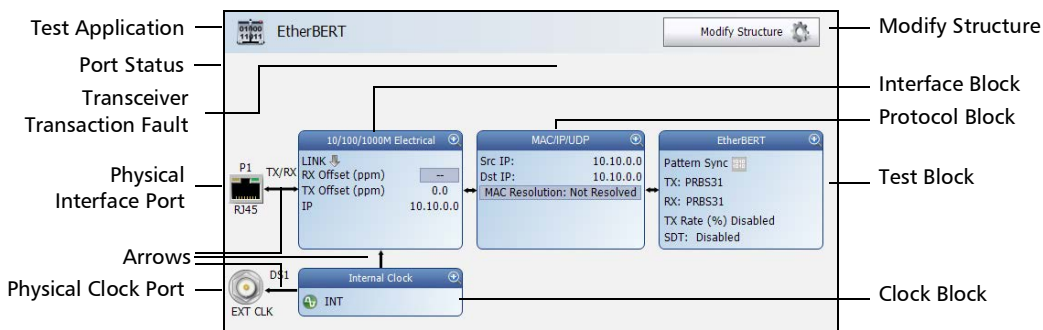 Test Application
01100
11011
EtherBERT
Modify Structure
Modify Structure
Port Status
Transceiver
Transaction Fault
Interface Block
Protocol Block
Physical
Interface Port
P1
TX/RX
RJ45
10/100/1000M Electrical
LINK
RX Offset (ppm) --
TX Offset (ppm) 0.0
IP 10.10.0.0
MAC/IP/UDP
Src IP: 10.10.0.0
Dst IP: 10.10.0.0
MAC Resolution: Not Resolved
EtherBERT
Pattern Sync
TX: PRBS31
RX: PRBS31
TX Rate (%) Disabled
SDT: Disabled
Test Block
Arrows
Physical Clock Port
DS1
EXT CLK
Internal Clock
INT
Clock Block